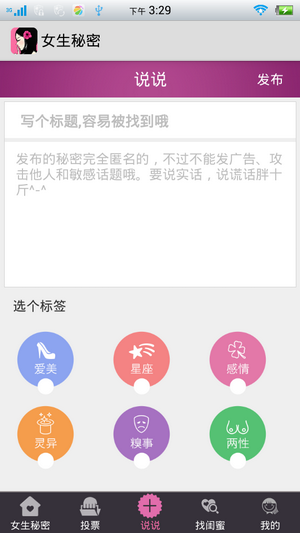 3G
下午 3:29
女生秘密
说说
发布
写个标题,容易被找到哦
发布的秘密完全匿名的，不过不能发广告、攻
击他人和敏感话题哦。要说实话，说谎话胖十
斤^-^
选个标签
爱美
星座
感情
灵异
糗事
两性
女生秘密
投票
说说
找闺蜜
我的